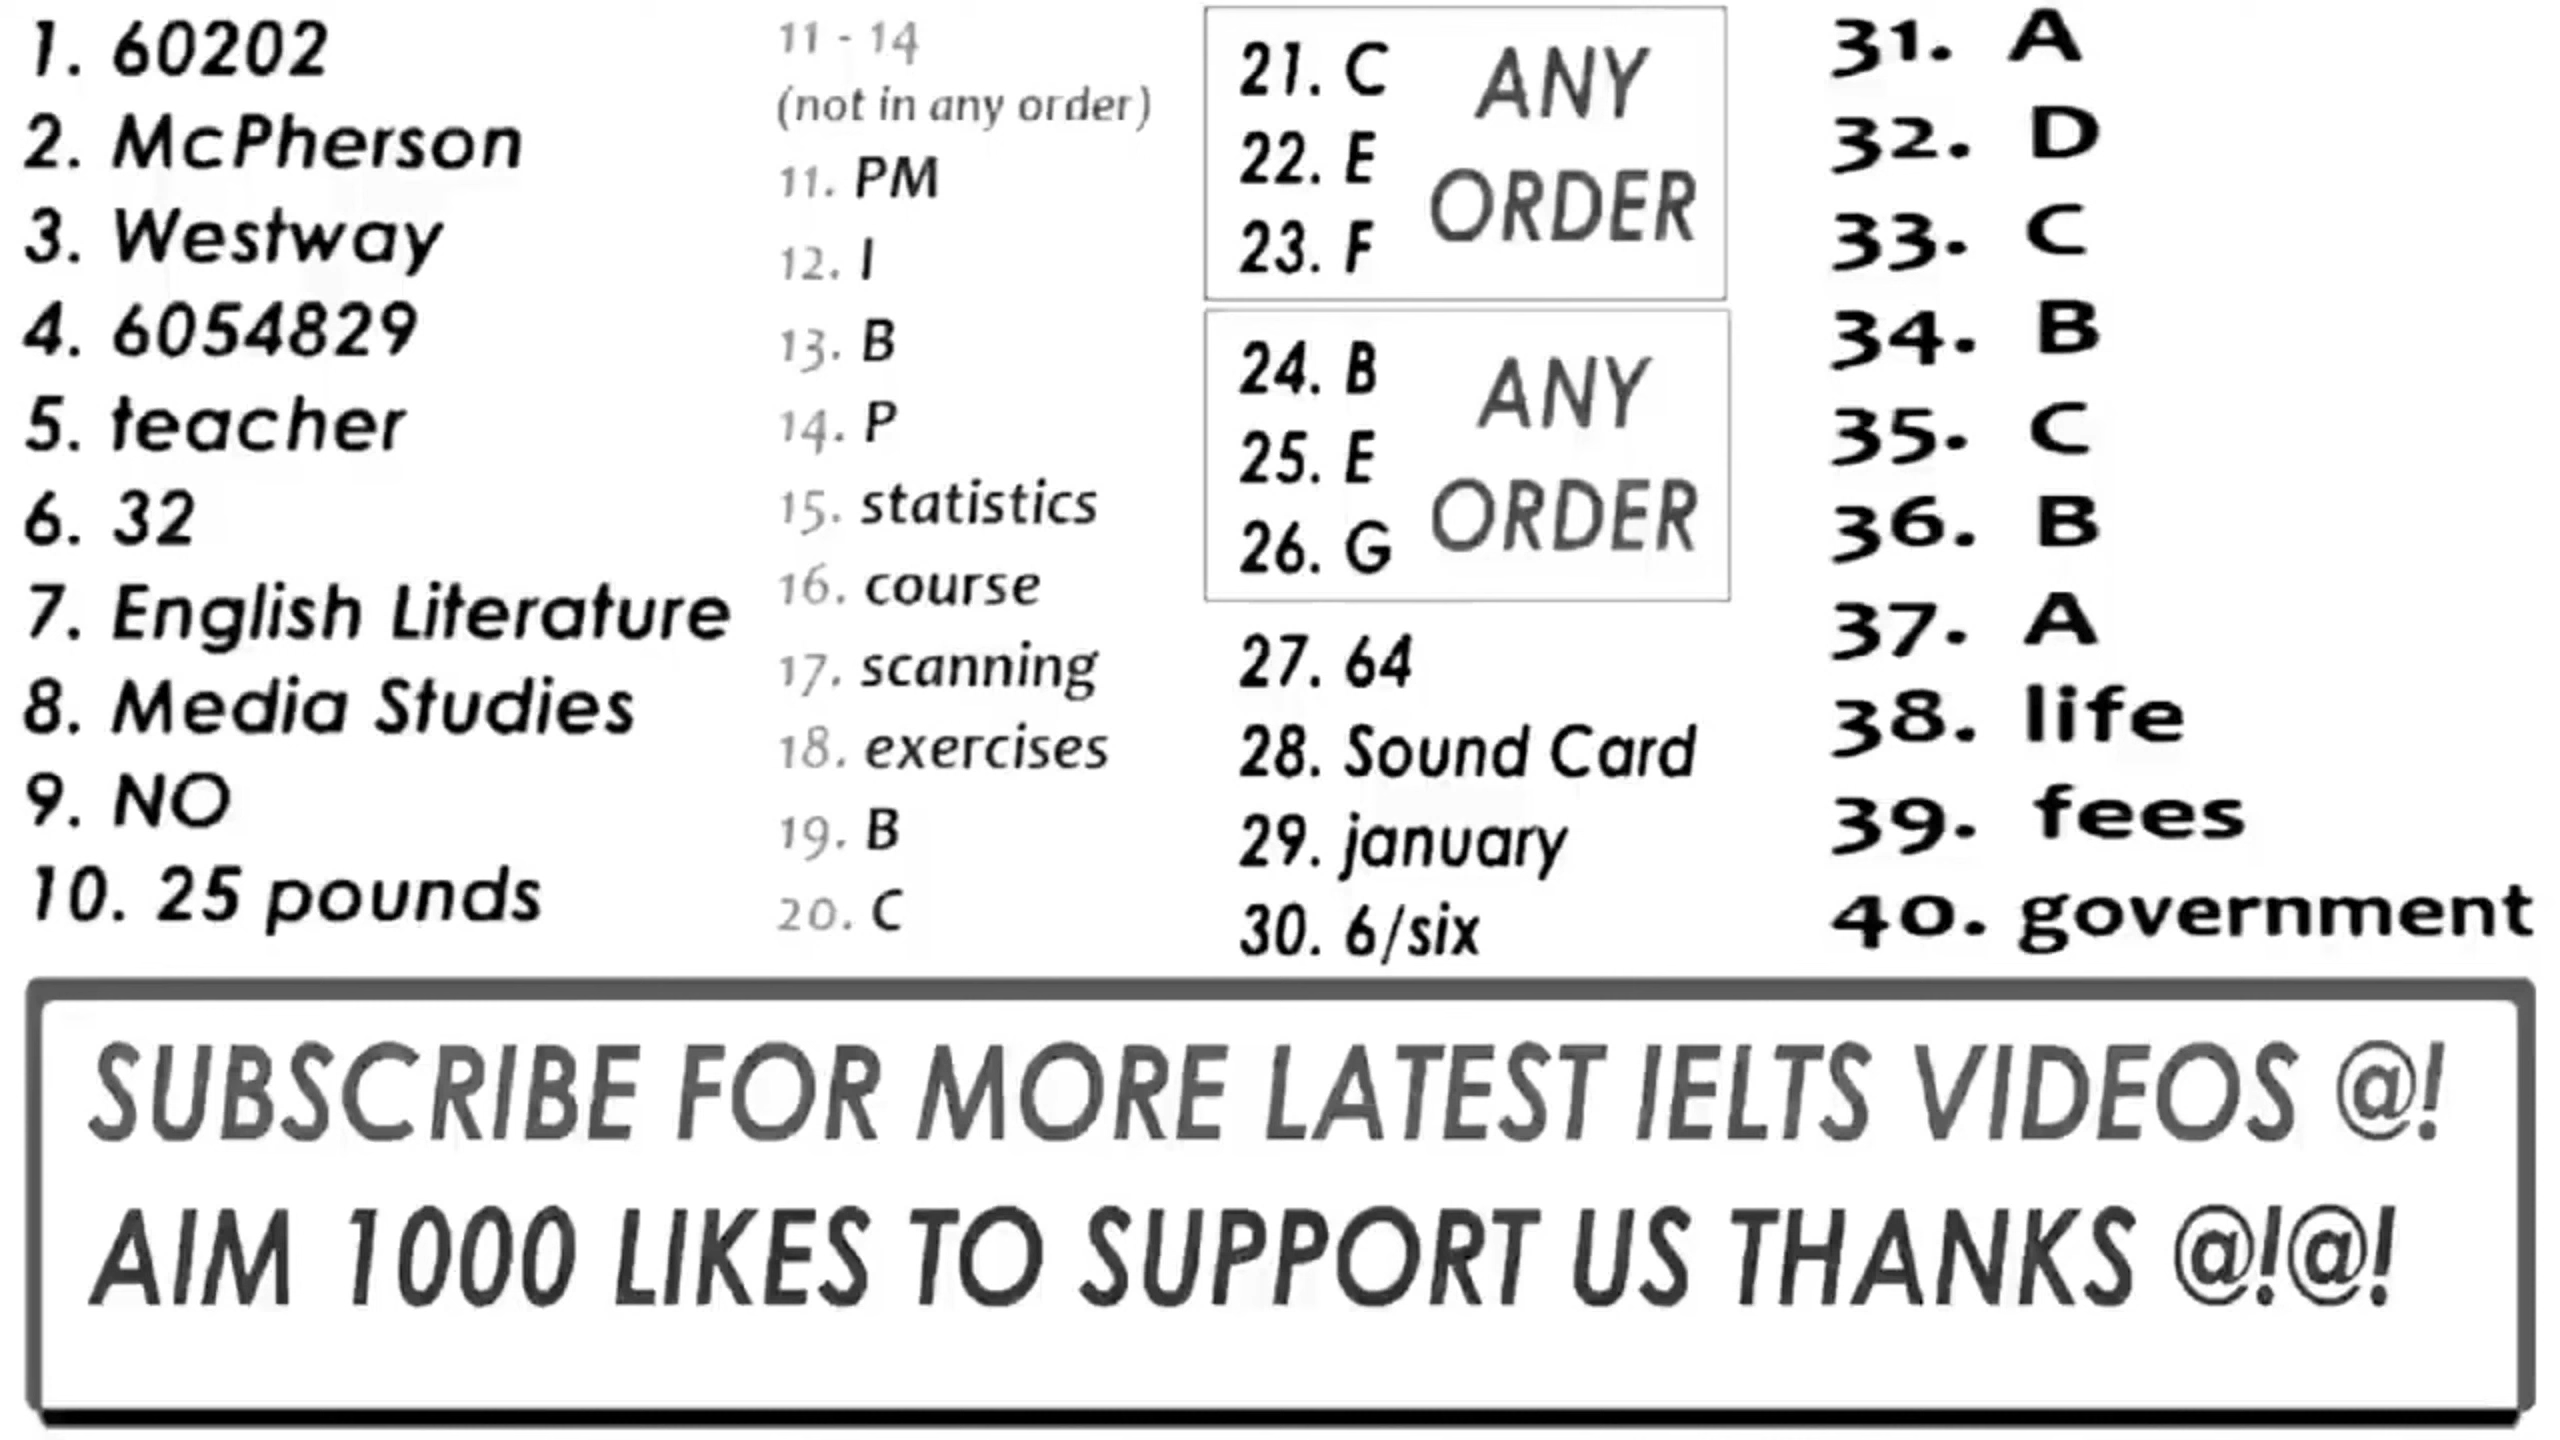 1. 60202
2. McPherson
3. Westway
4. 6054829
5. teacher
6. 32
7. English Literature
8. Media Studies
9. NO
10. 25 pounds
11 - 14
(not in any order)
11. PM
12. I
13. B
14. P
15. statistics
16. course
17. scanning
18. exercises
19. B
20. C
21. C
22. E
23. F
ANY
ORDER
24. B
25. E
26. G
ANY
ORDER
27. 64
28. Sound Card
29. january
30. 6/six
31. A
32. D
33. C
34. B
35. C
36. B
37. A
38. life
39. fees
40. government
SUBSCRIBE FOR MORE LATEST IELTS VIDEOS @!
AIM 1000 LIKES TO SUPPORT US THANKS @!@!